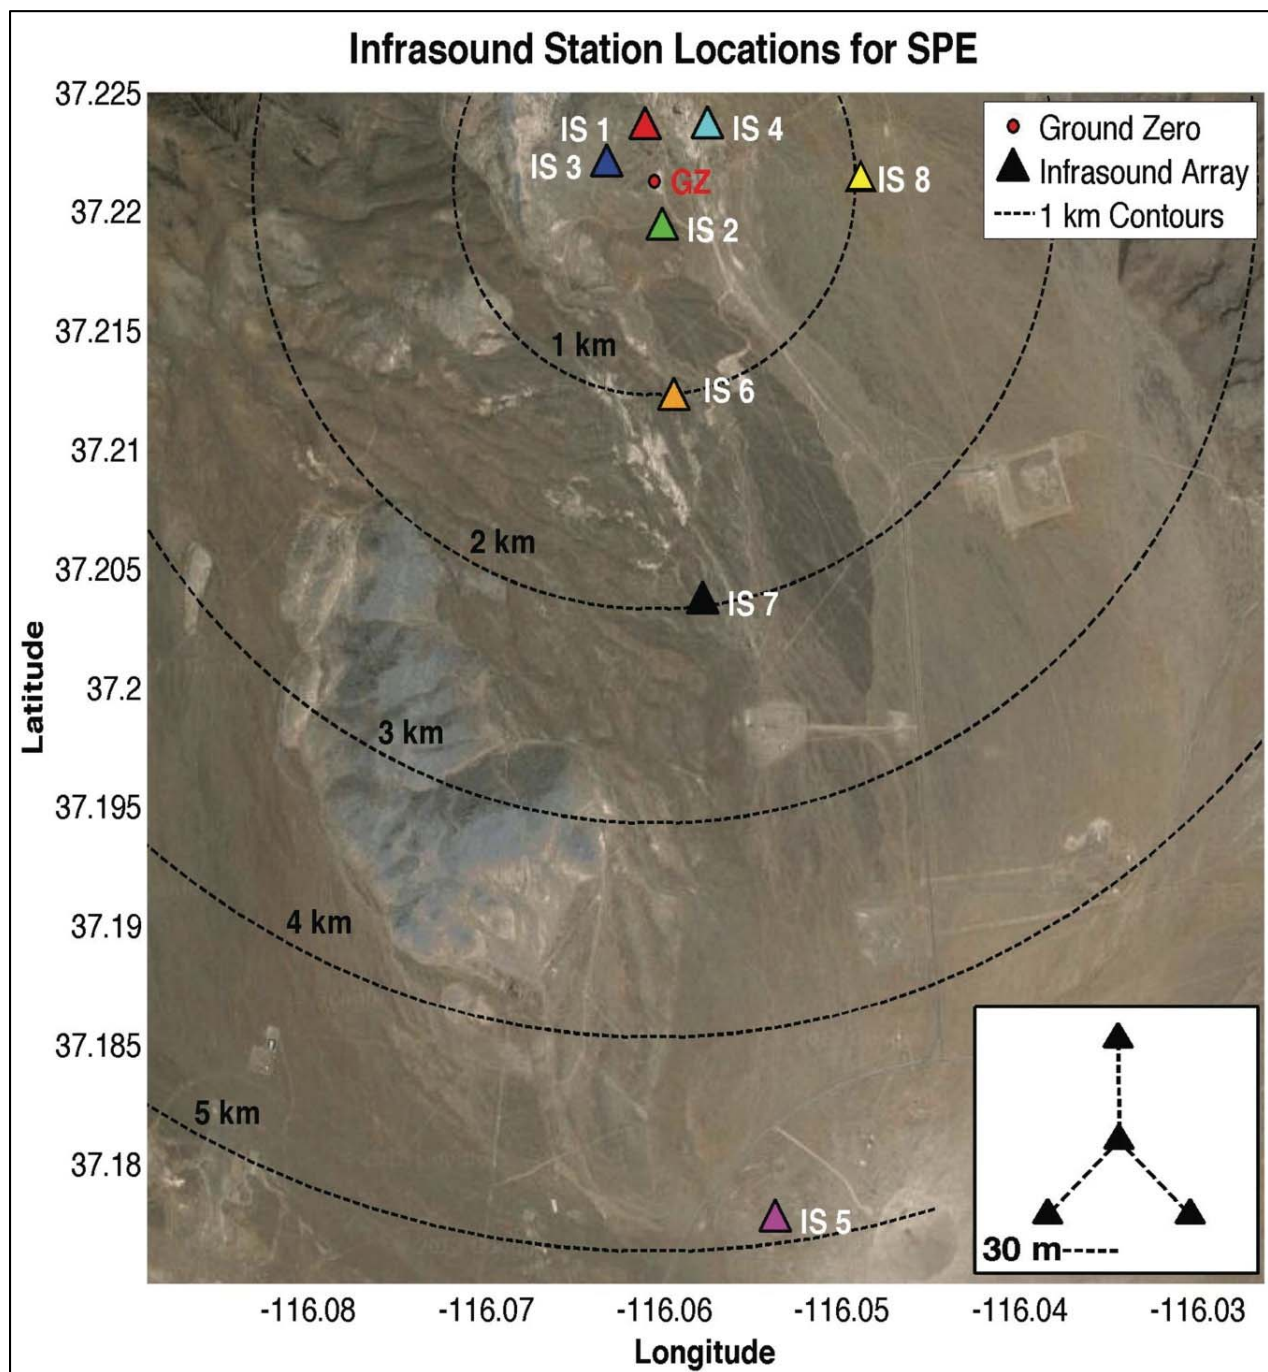 Infrasound Station Locations for SPE
37.225
37.22
37.215
37.21
37.205
37.2
37.195
37.19
37.185
37.18
Latitude
IS 1
IS 4
IS 3
GZ
IS 8
IS 2
Ground Zero
Infrasound Array
1 km Contours
1 km
IS 6
2 km
IS 7
3 km
4 km
5 km
IS 5
30 m
-116.08
-116.07
-116.06
-116.05
-116.04
-116.03
Longitude